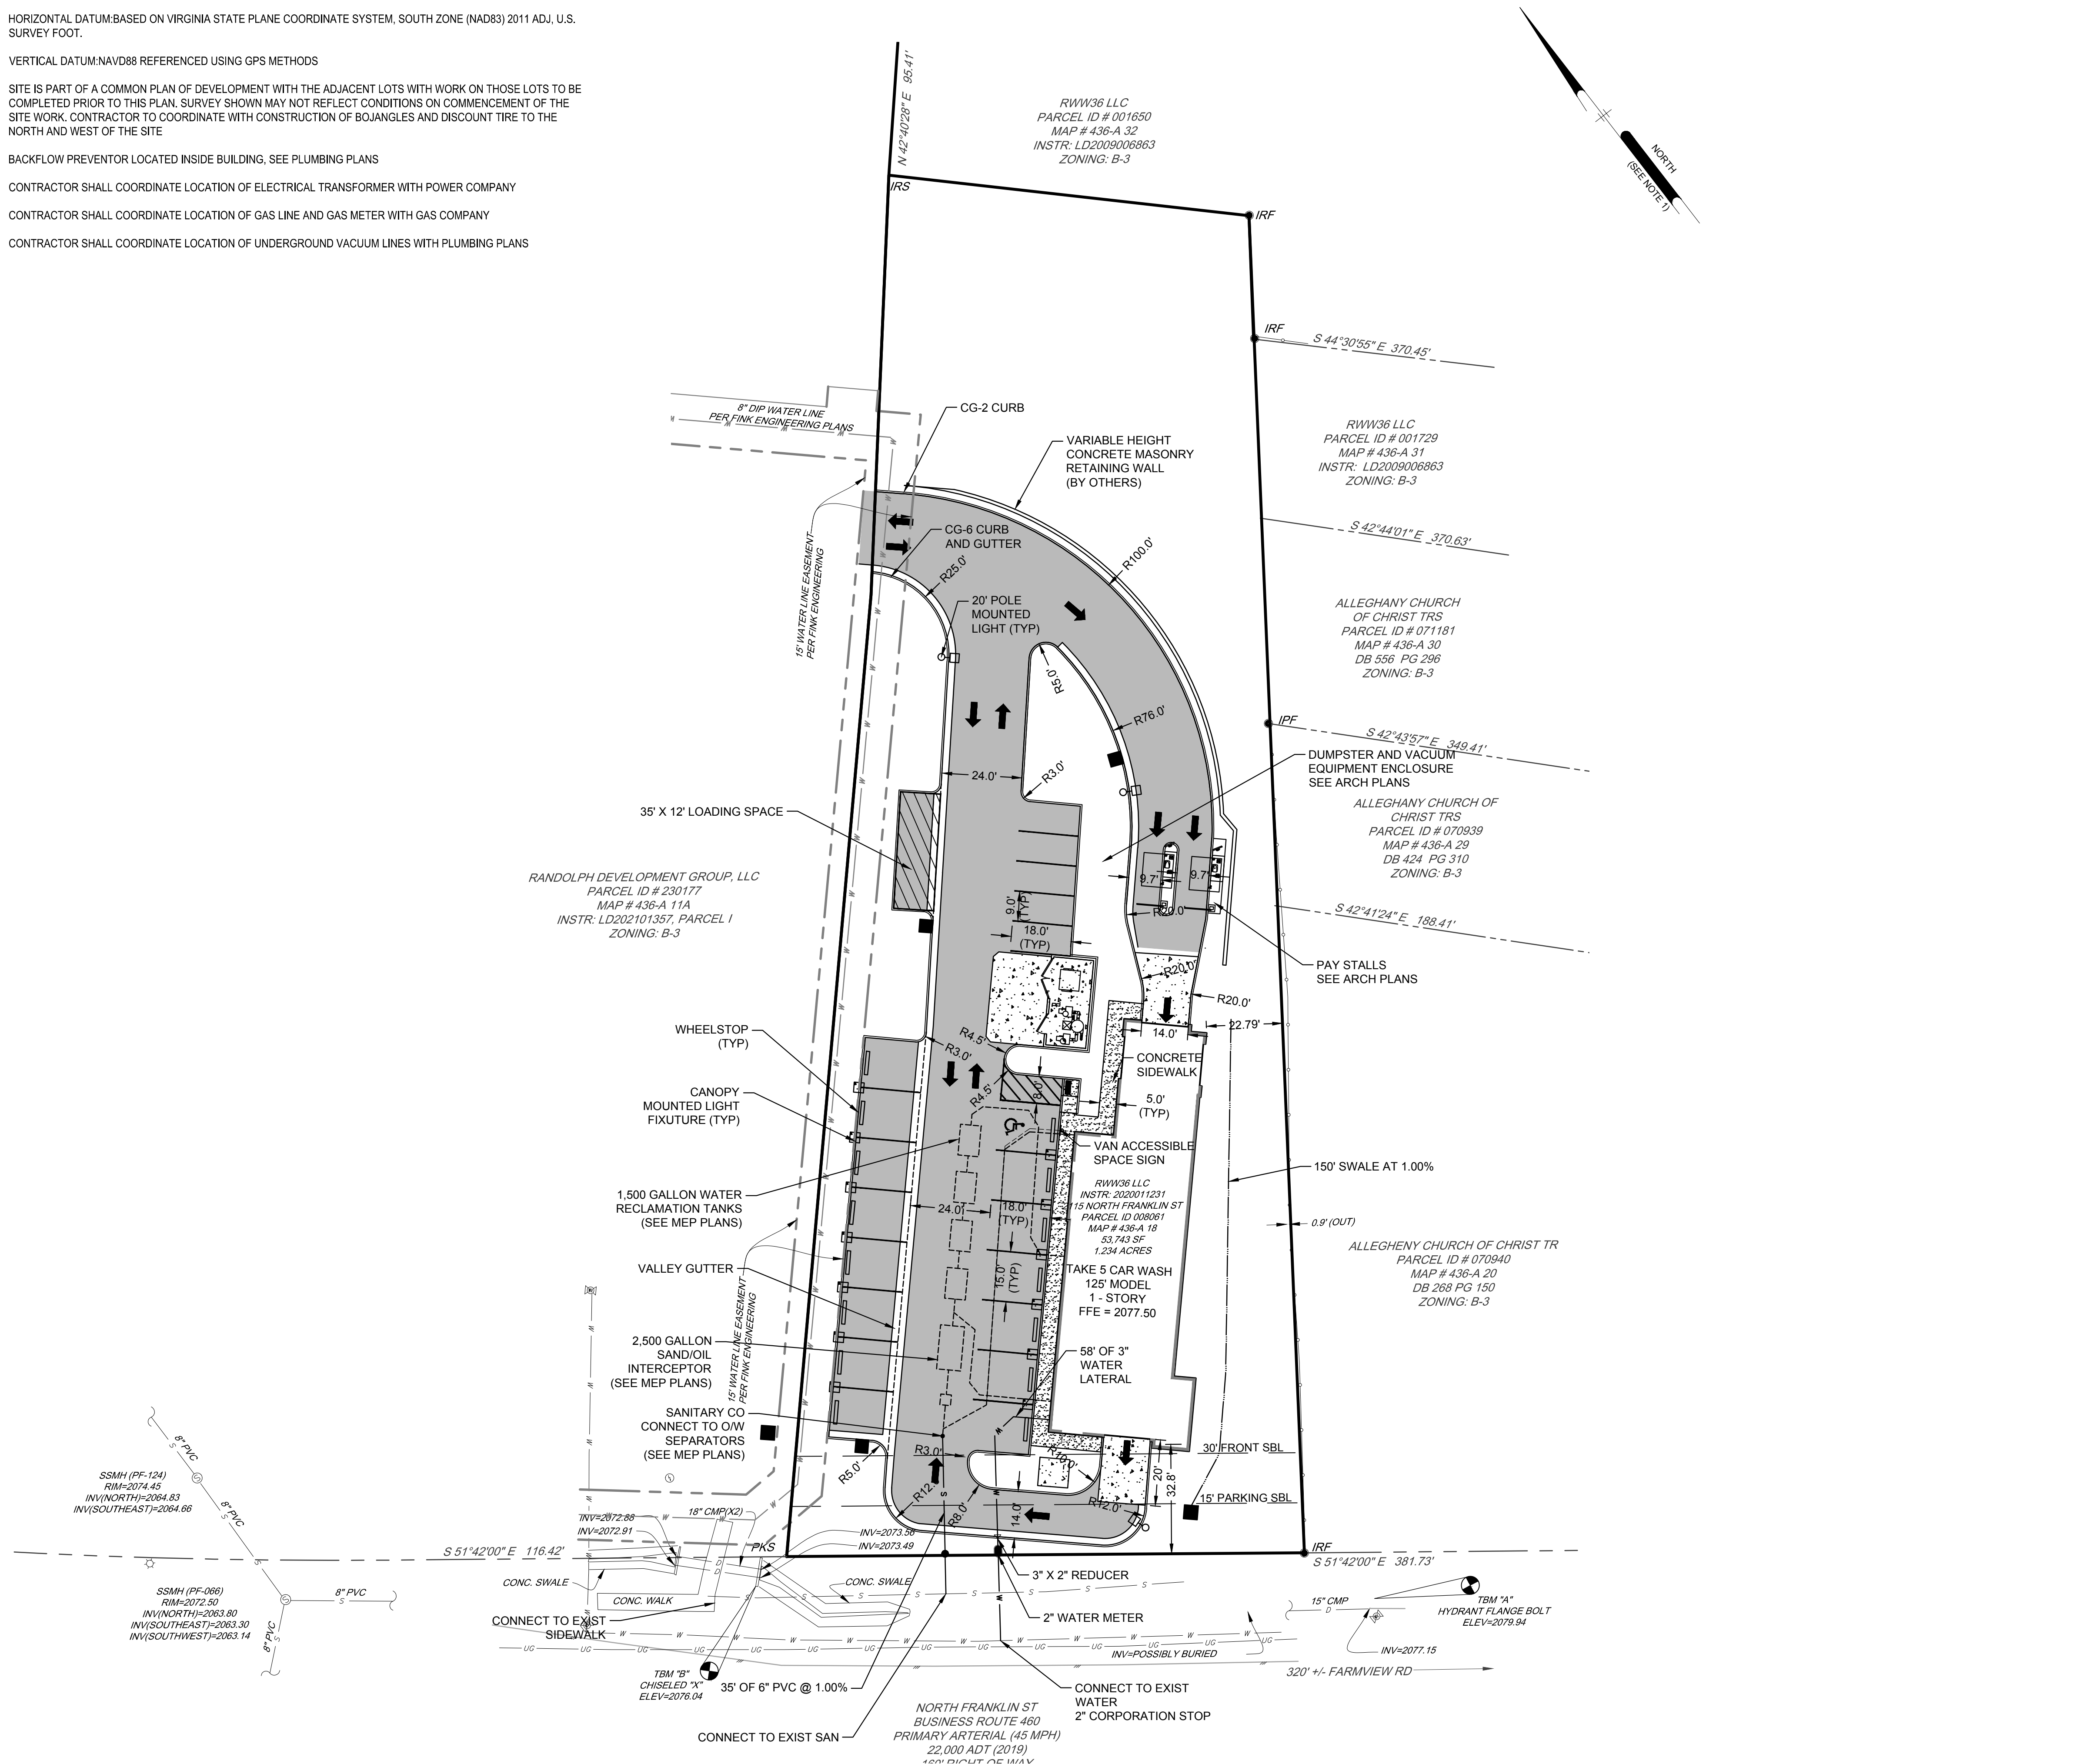 HORIZONTAL DATUM:BASED ON VIRGINIA STATE PLANE COORDINATE SYSTEM, SOUTH ZONE (NAD83) 2011 ADJ, U.S.
SURVEY FOOT.
VERTICAL DATUM:NAVD88 REFERENCED USING GPS METHODS
SITE IS PART OF A COMMON PLAN OF DEVELOPMENT WITH THE ADJACENT LOTS WITH WORK ON THOSE LOTS TO BE
COMPLETED PRIOR TO THIS PLAN. SURVEY SHOWN MAY NOT REFLECT CONDITIONS ON COMMENCEMENT OF THE
SITE WORK. CONTRACTOR TO COORDINATE WITH CONSTRUCTION OF BOJANGLES AND DISCOUNT TIRE TO THE
NORTH AND WEST OF THE SITE
BACKFLOW PREVENTOR LOCATED INSIDE BUILDING, SEE PLUMBING PLANS
CONTRACTOR SHALL COORDINATE LOCATION OF ELECTRICAL TRANSFORMER WITH POWER COMPANY
CONTRACTOR SHALL COORDINATE LOCATION OF GAS LINE AND GAS METER WITH GAS COMPANY
CONTRACTOR SHALL COORDINATE LOCATION OF UNDERGROUND VACUUM LINES WITH PLUMBING PLANS
N 42°40'28" E 95.41'
RWW36 LLC
PARCEL ID # 001650
MAP # 436-A 32
INSTR: LD2009006863
ZONING: B-3
NORTH
(SEE NOTE 1)
IRS
IRF
IRF
S 44°30'55" E 370.45'
8" DIP WATER LINE
PER FINK ENGINEERING PLANS
CG-2 CURB
VARIABLE HEIGHT
CONCRETE MASONRY
RETAINING WALL
(BY OTHERS)
RWW36 LLC
PARCEL ID # 001729
MAP # 436-A 31
INSTR: LD2009006863
ZONING: B-3
S 42°44'01" E 370.63'
15' WATER LINE EASEMENT
PER FINK ENGINEERING
CG-6 CURB
AND GUTTER
R25.0'
R100.0'
20' POLE
MOUNTED
LIGHT (TYP)
ALLEGHANY CHURCH
OF CHRIST TRS
PARCEL ID # 071181
MAP # 436-A 30
DB 556 PG 296
ZONING: B-3
R5.0'
R76.0'
IPF
S 42°43'57" E 349.41'
DUMPSTER AND VACUUM
EQUIPMENT ENCLOSURE
SEE ARCH PLANS
24.0'
R3.0'
35' X 12' LOADING SPACE
ALLEGHANY CHURCH OF
CHRIST TRS
PARCEL ID # 070939
MAP # 436-A 29
DB 424 PG 310
ZONING: B-3
RANDOLPH DEVELOPMENT GROUP, LLC
PARCEL ID # 230177
MAP # 436-A 11A
INSTR: LD202101357, PARCEL I
ZONING: B-3
9.7'
9.7'
9.0'
(TYP)
R20.0'
18.0'
(TYP)
S 42°41'24" E 188.41'
PAY STALLS
SEE ARCH PLANS
R20.0'
R20.0'
22.79'
14.0'
WHEELSTOP
(TYP)
R4.5'
R3.0'
CONCRETE
SIDEWALK
CANOPY
MOUNTED LIGHT
FIXUTURE (TYP)
R4.5'
8.0'
5.0'
(TYP)
VAN ACCESSIBLE
SPACE SIGN
150' SWALE AT 1.00%
1,500 GALLON WATER
RECLAMATION TANKS
(SEE MEP PLANS)
RWW36 LLC
INSTR: 2020011231
115 NORTH FRANKLIN ST
PARCEL ID 008061
MAP # 436-A 18
53,743 SF
1.234 ACRES
24.0'
18.0'
(TYP)
0.9' (OUT)
ALLEGHENY CHURCH OF CHRIST TR
PARCEL ID # 070940
MAP # 436-A 20
DB 268 PG 150
ZONING: B-3
VALLEY GUTTER
15.0'
(TYP)
TAKE 5 CAR WASH
125' MODEL
1 - STORY
FFE = 2077.50
15' WATER LINE EASEMENT
PER FINK ENGINEERING
2,500 GALLON
SAND/OIL
INTERCEPTOR
(SEE MEP PLANS)
58' OF 3"
WATER
LATERAL
SANITARY CO
CONNECT TO O/W
SEPARATORS
(SEE MEP PLANS)
R3.0'
R5.0'
R10.0'
30' FRONT SBL
20'
32.8'
15' PARKING SBL
R12.0'
R8.0'
14.0'
R12.0'
8" PVC
SSMH (PF-124)
RIM=2074.45
INV(NORTH)=2064.83
INV(SOUTHEAST)=2064.66
8" PVC
INV=2072.88
INV=2072.91
18" CMP(X2)
INV=2073.56
INV=2073.49
S 51°42'00" E 116.42'
PKS
IRF
S 51°42'00" E 381.73'
SSMH (PF-066)
RIM=2072.50
INV(NORTH)=2063.80
INV(SOUTHEAST)=2063.30
INV(SOUTHWEST)=2063.14
8" PVC
8" PVC
CONC. SWALE
CONC. WALK
CONC. SWALE
CONNECT TO EXIST
SIDEWALK
3" X 2" REDUCER
2" WATER METER
15" CMP
TBM "A"
HYDRANT FLANGE BOLT
ELEV=2079.94
INV=POSSIBLY BURIED
INV=2077.15
320' +/- FARMVIEW RD
TBM "B"
CHISELED "X"
ELEV=2076.04
35' OF 6" PVC @ 1.00%
CONNECT TO EXIST
WATER
2" CORPORATION STOP
CONNECT TO EXIST SAN
NORTH FRANKLIN ST
BUSINESS ROUTE 460
PRIMARY ARTERIAL (45 MPH)
22,000 ADT (2019)
160' RIGHT OF WAY